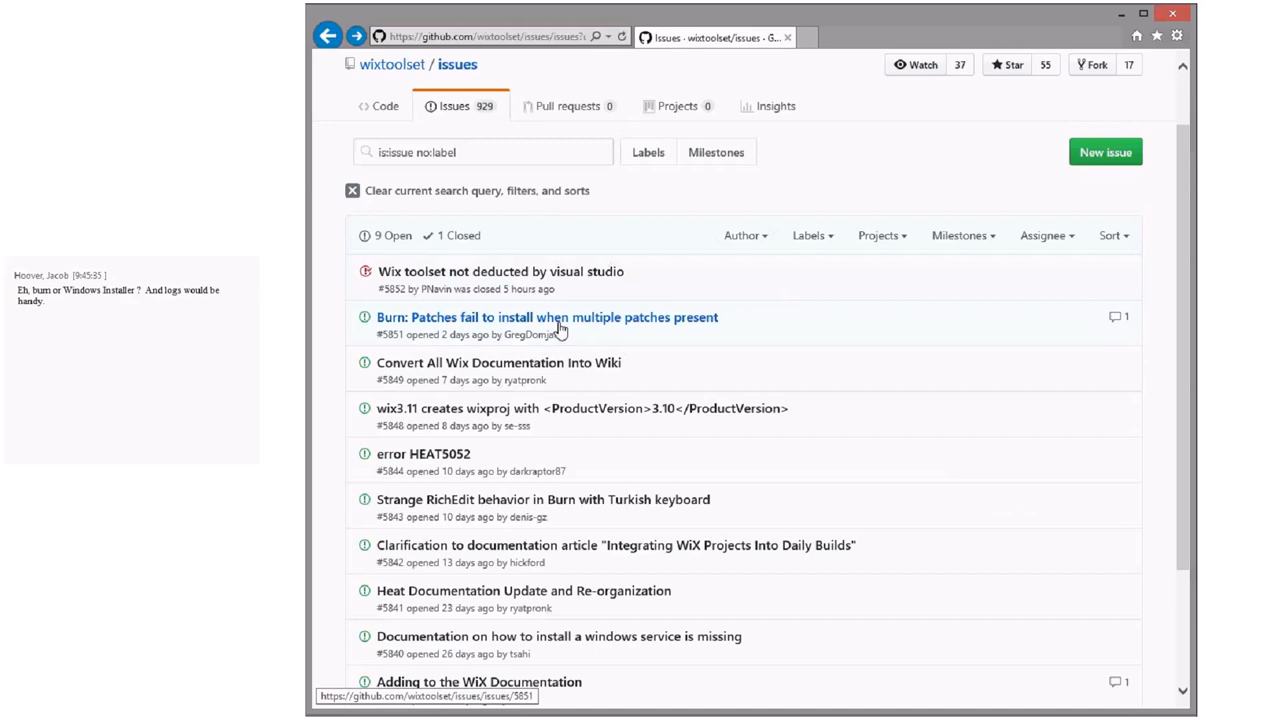 https://github.com/wixtoolset/issues/issues?
Issues · wixtoolset/issues · G...
wixtoolset / issues
Watch 37
Star 55
Fork 17
Code
Issues 929
Pull requests 0
Projects 0
Insights
is:issue no:label
Labels
Milestones
New issue
Clear current search query, filters, and sorts
9 Open
1 Closed
Author
Labels
Projects
Milestones
Assignee
Sort
Hoover, Jacob [9:45:35 ]
Eh, burn or Windows Installer ? And logs would be
handy.
Wix toolset not deducted by visual studio
#5852 by PNavin was closed 5 hours ago
Burn: Patches fail to install when multiple patches present
1
#5851 opened 2 days ago by
Convert All Wix Documentation Into Wiki
#5849 opened 7 days ago by ryatpronk
wix3.11 creates wixproj with <ProductVersion>3.10</ProductVersion>
#5848 opened 8 days ago by se-sss
error HEAT5052
#5844 opened 10 days ago by darkraptor87
Strange RichEdit behavior in Burn with Turkish keyboard
#5843 opened 10 days ago by denis-gz
Clarification to documentation article "Integrating WiX Projects Into Daily Builds"
#5842 opened 13 days ago by hickford
Heat Documentation Update and Re-organization
#5841 opened 23 days ago by ryatpronk
Documentation on how to install a windows service is missing
#5840 opened 26 days ago by tsahi
Adding to the WiX Documentation
1
https://github.com/wixtoolset/issues/issues/5851